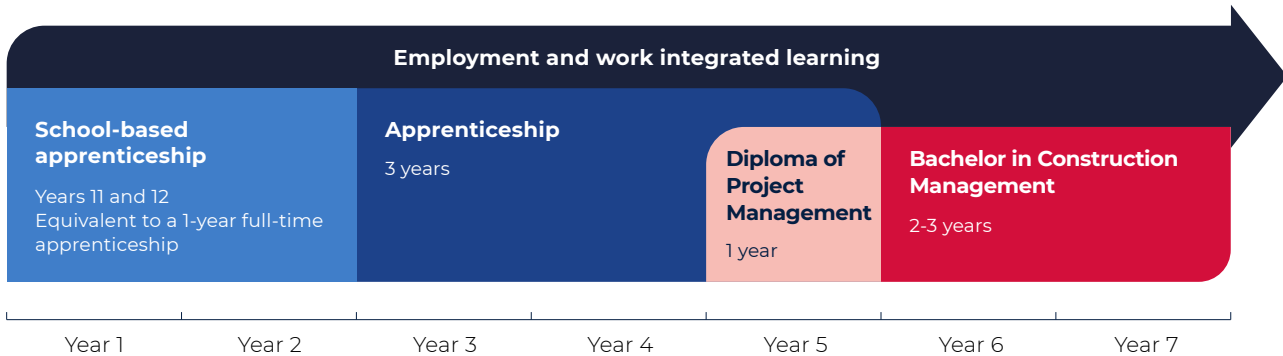 Employment and work integrated learning
School-based
apprenticeship
Years 11 and 12
Equivalent to a 1-year full-time
apprenticeship
Apprenticeship
3 years
Diploma of
Project
Management
1 year
Bachelor in Construction
Management
2-3 years
Year 1
Year 2
Year 3
Year 4
Year 5
Year 6
Year 7